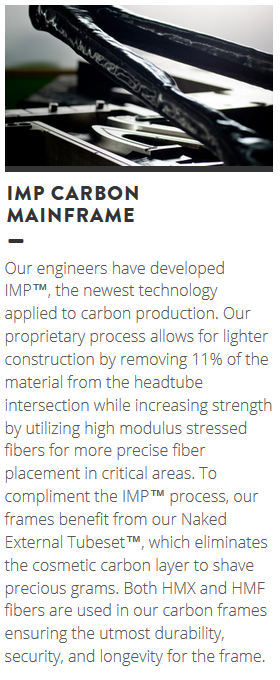 IMP CARBON
MAINFRAME
Our engineers have developed
IMP™, the newest technology
applied to carbon production. Our
proprietary process allows for lighter
construction by removing 11% of the
material from the headtube
intersection while increasing strength
by utilizing high modulus stressed
fibers for more precise fiber
placement in critical areas. To
compliment the IMP™ process, our
frames benefit from our Naked
External Tubeset™, which eliminates
the cosmetic carbon layer to shave
precious grams. Both HMX and HMF
fibers are used in our carbon frames
ensuring the utmost durability,
security, and longevity for the frame.